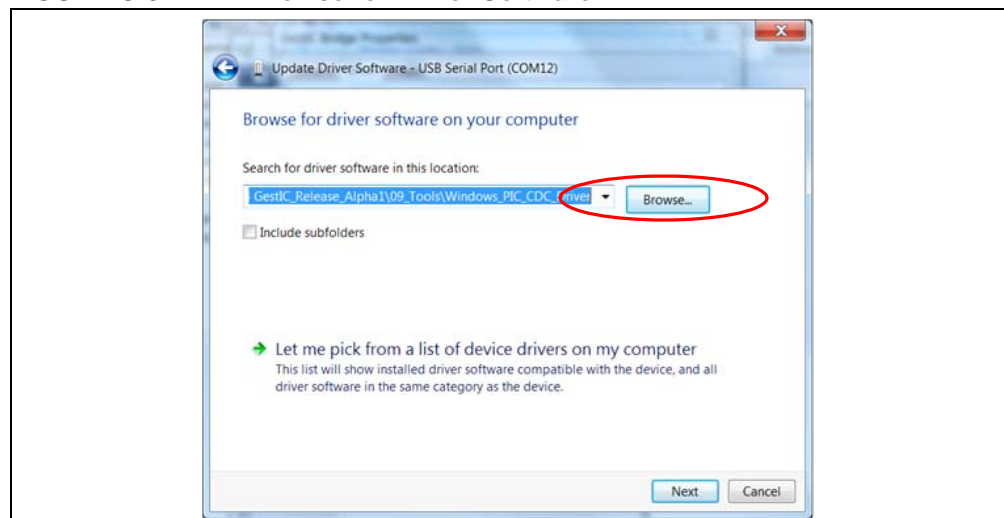 Update Driver Software - USB Serial Port (COM12)
Browse for driver software on your computer
Search for driver software in this location:
GestIC_Release_Alpha1\09_Tools\Windows_PIC_CDC_Driver
Browse...
Include subfolders
Let me pick from a list of device drivers on my computer
This list will show installed driver software compatible with the device, and all
driver software in the same category as the device.
Next Cancel